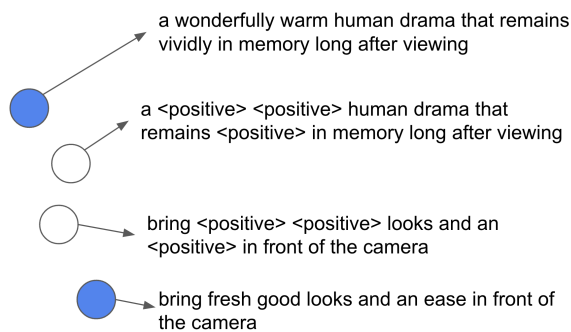 a wonderfully warm human drama that remains
vividly in memory long after viewing
a <positive> <positive> human drama that
remains <positive> in memory long after viewing
bring <positive> <positive> looks and an
<positive> in front of the camera
bring fresh good looks and an ease in front of
the camera